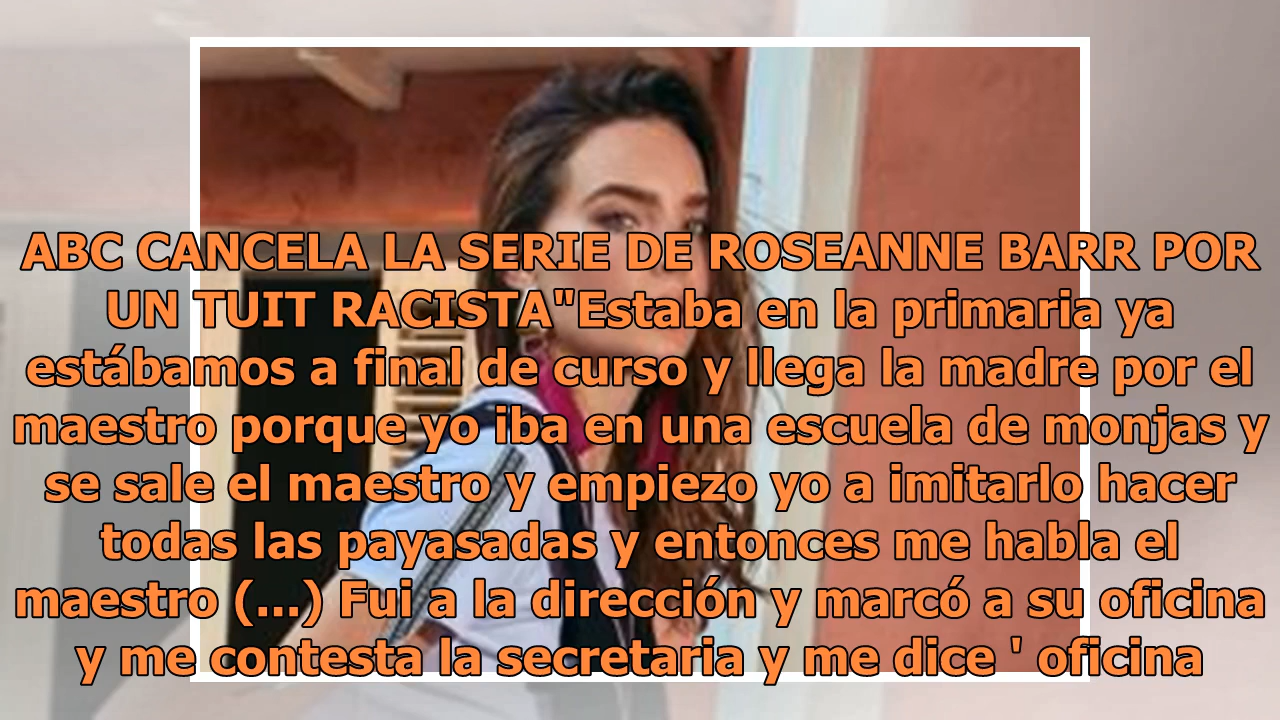 ABC CANCELA LA SERIE DE ROSEANNE BARR POR
UN TUIT RACISTA"Estaba en la primaria ya
estábamos a final de curso y llega la madre por el
maestro porque yo iba en una escuela de monjas y
se sale el maestro y empiezo yo a imitarlo hacer
todas las payasadas y entonces me habla el
maestro (...) Fui a la dirección y marcó a su oficina
y me contesta la secretaria y me dice ' oficina